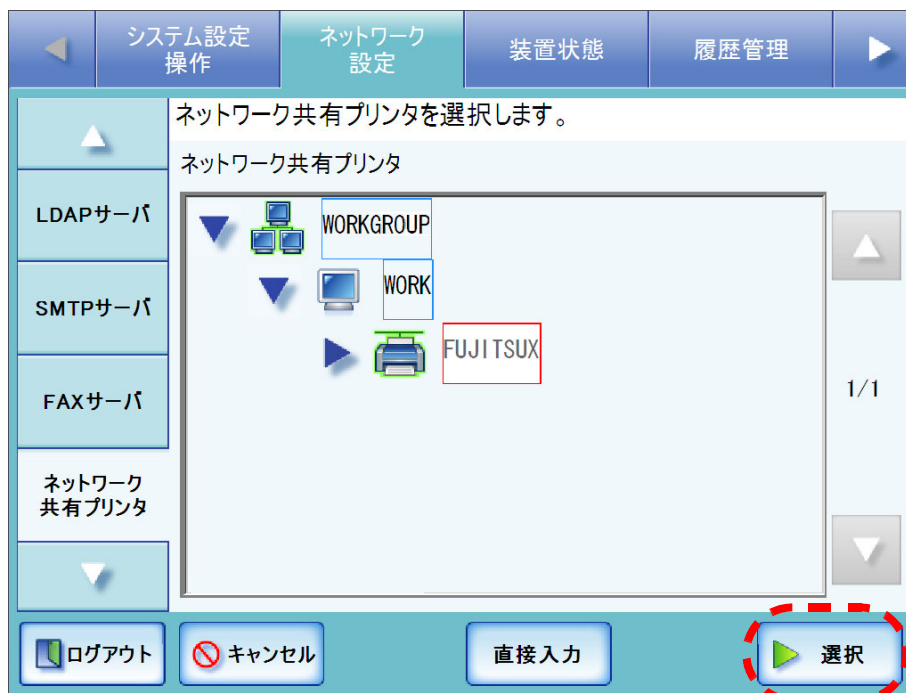 システム設定
操作
ネットワーク
設定
装置状態
履歴管理
ネットワーク共有プリンタを選択します。
ネットワーク共有プリンタ
LDAPサーバ
SMTPサーバ
FAXサーバ
ネットワーク
共有プリンタ
WORKGROUP
WORK
FUJITSUX
1/1
ログアウト
キャンセル
直接入力
選択